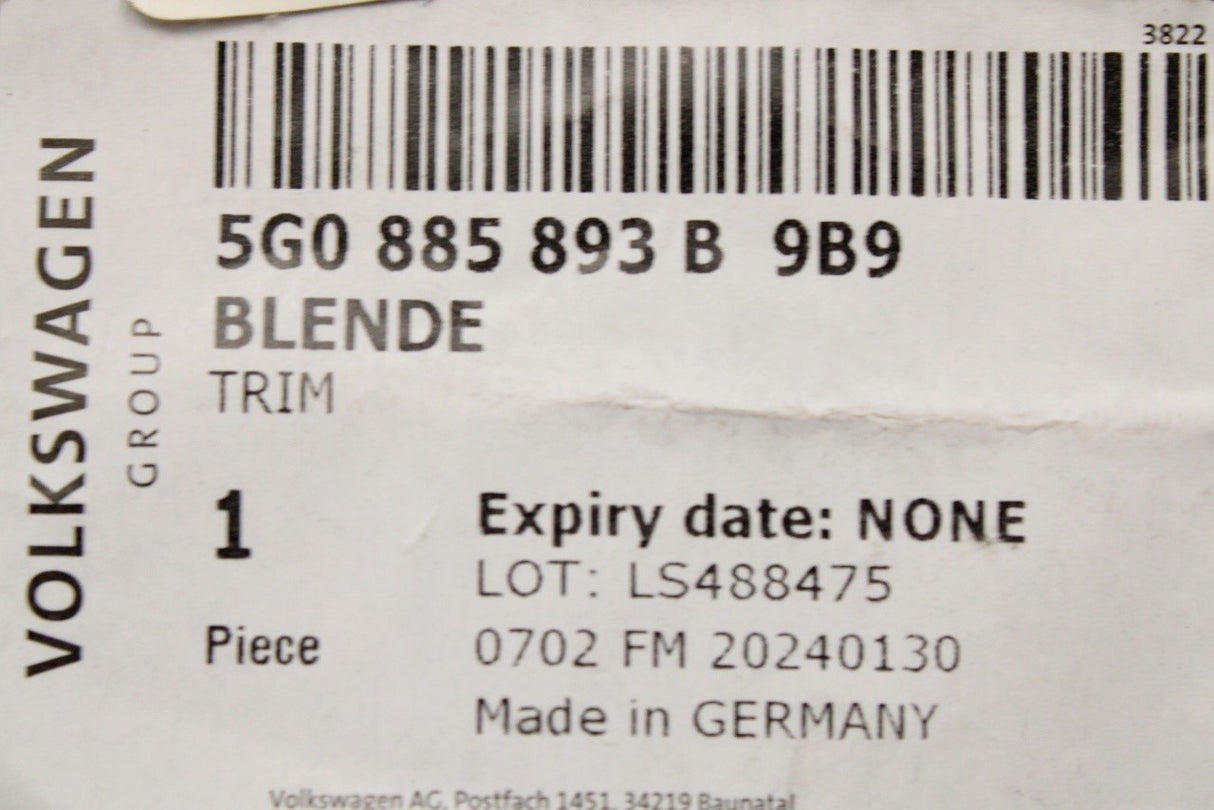 3822
VOLKSWAGEN
GROUP
5G0 885 893 B 9B9
BLENDE
TRIM
1
Piece
Expiry date: NONE
LOT: LS488475
0702 FM 20240130
Made in GERMANY
Volkswagen AG, Postfach 1451, 34219 Baunatal